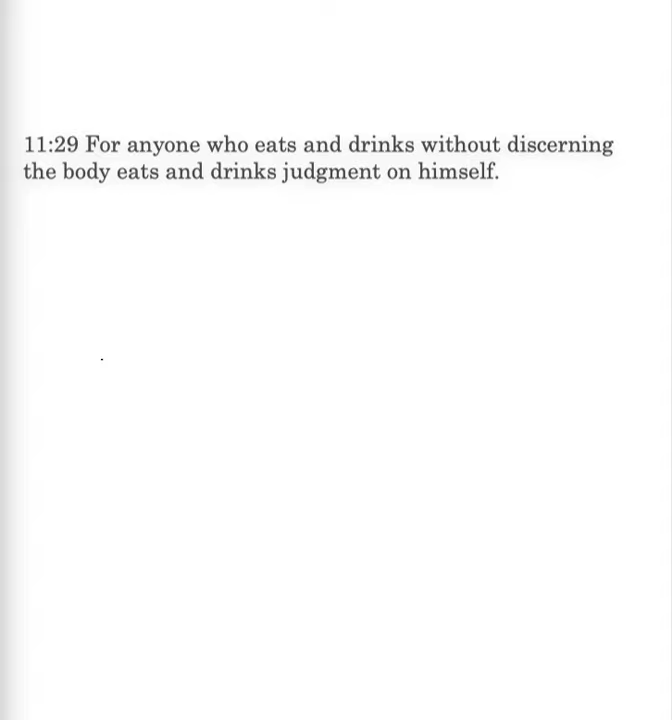 11:29 For anyone who eats and drinks without discerning
the body eats and drinks judgment on himself.